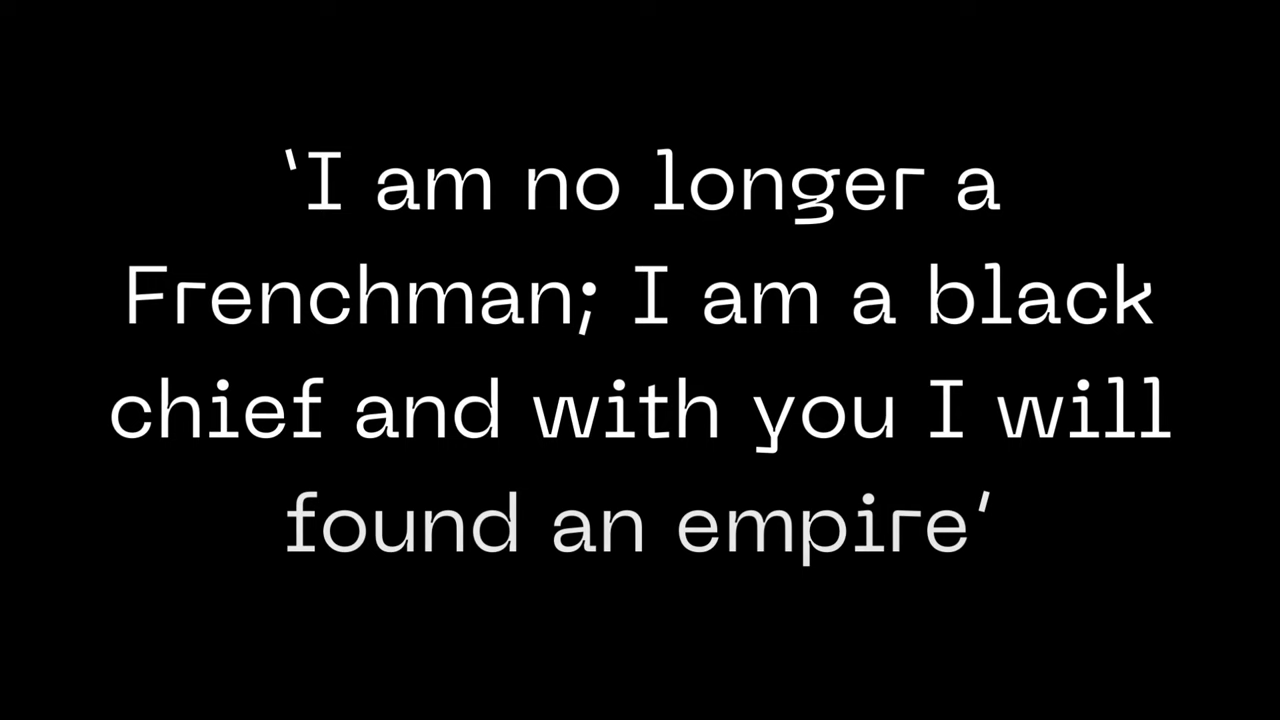 ‘I am no longer a
Frenchman; I am a black
chief and with you I will
found an empire’